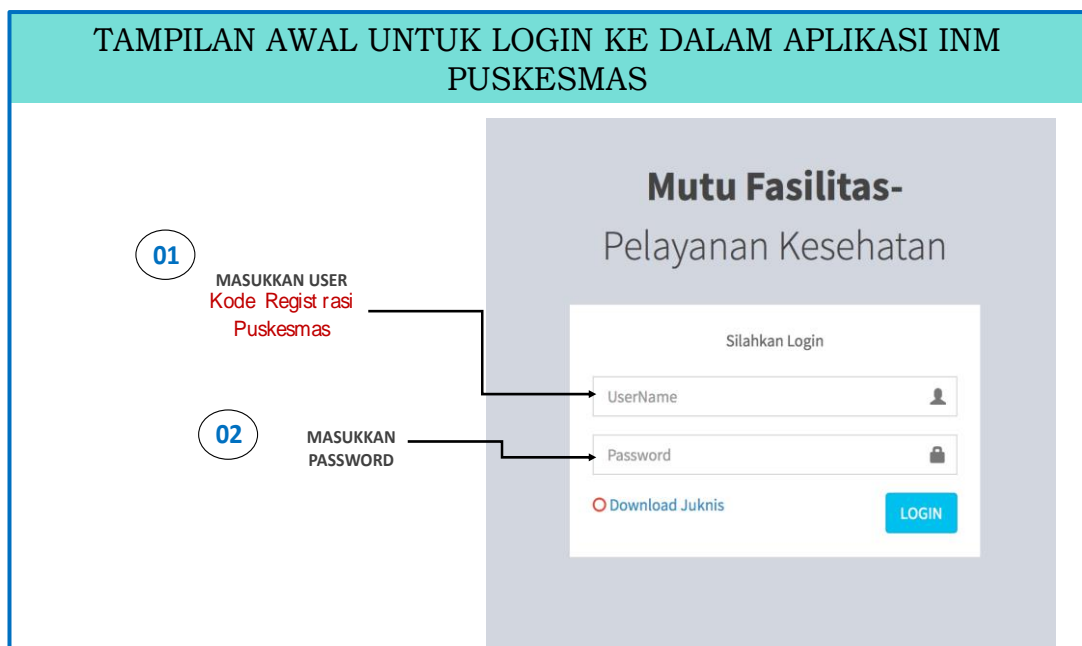 TAMPILAN AWAL UNTUK LOGIN KE DALAM APLIKASI INM
PUSKESMAS
01
MASUKKAN USER
Kode Regist rasi
Puskesmas
02
MASUKKAN
PASSWORD
Mutu Fasilitas-
Pelayanan Kesehatan
Silahkan Login
UserName
Password
Download Juknis
LOGIN